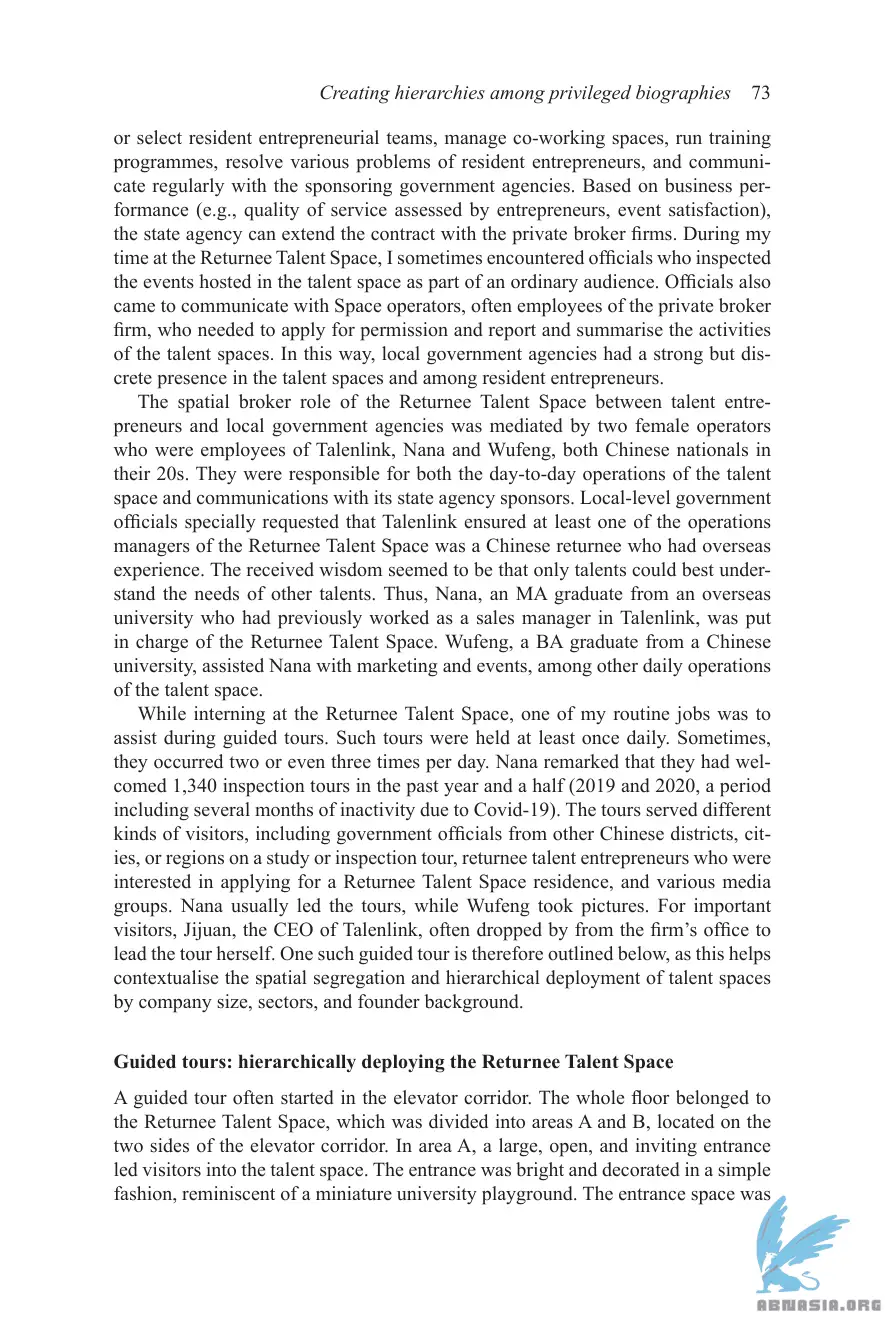 Creating hierarchies among privileged biographies 73
or select resident entrepreneurial teams, manage co-working spaces, run training
programmes, resolve various problems of resident entrepreneurs, and communi-
cate regularly with the sponsoring government agencies. Based on business per-
formance (e.g., quality of service assessed by entrepreneurs, event satisfaction),
the state agency can extend the contract with the private broker firms. During my
time at the Returnee Talent Space, I sometimes encountered officials who inspected
the events hosted in the talent space as part of an ordinary audience. Officials also
came to communicate with Space operators, often employees of the private broker
firm, who needed to apply for permission and report and summarise the activities
of the talent spaces. In this way, local government agencies had a strong but dis-
crete presence in the talent spaces and among resident entrepreneurs.
The spatial broker role of the Returnee Talent Space between talent entre-
preneurs and local government agencies was mediated by two female operators
who were employees of Talenlink, Nana and Wufeng, both Chinese nationals in
their 20s. They were responsible for both the day-to-day operations of the talent
space and communications with its state agency sponsors. Local-level government
officials specially requested that Talenlink ensured at least one of the operations
managers of the Returnee Talent Space was a Chinese returnee who had overseas
experience. The received wisdom seemed to be that only talents could best under-
stand the needs of other talents. Thus, Nana, an MA graduate from an overseas
university who had previously worked as a sales manager in Talenlink, was put
in charge of the Returnee Talent Space. Wufeng, a BA graduate from a Chinese
university, assisted Nana with marketing and events, among other daily operations
of the talent space.
While interning at the Returnee Talent Space, one of my routine jobs was to
assist during guided tours. Such tours were held at least once daily. Sometimes,
they occurred two or even three times per day. Nana remarked that they had wel-
comed 1,340 inspection tours in the past year and a half (2019 and 2020, a period
including several months of inactivity due to Covid-19). The tours served different
kinds of visitors, including government officials from other Chinese districts, cit-
ies, or regions on a study or inspection tour, returnee talent entrepreneurs who were
interested in applying for a Returnee Talent Space residence, and various media
groups. Nana usually led the tours, while Wufeng took pictures. For important
visitors, Jijuan, the CEO of Talenlink, often dropped by from the firm's office to
lead the tour herself. One such guided tour is therefore outlined below, as this helps
contextualise the spatial segregation and hierarchical deployment of talent spaces
by company size, sectors, and founder background.
Guided tours: hierarchically deploying the Returnee Talent Space
A guided tour often started in the elevator corridor. The whole floor belonged to
the Returnee Talent Space, which was divided into areas A and B, located on the
two sides of the elevator corridor. In area A, a large, open, and inviting entrance
led visitors into the talent space. The entrance was bright and decorated in a simple
fashion, reminiscent of a miniature university playground. The entrance space was
ABNASIA.ORG